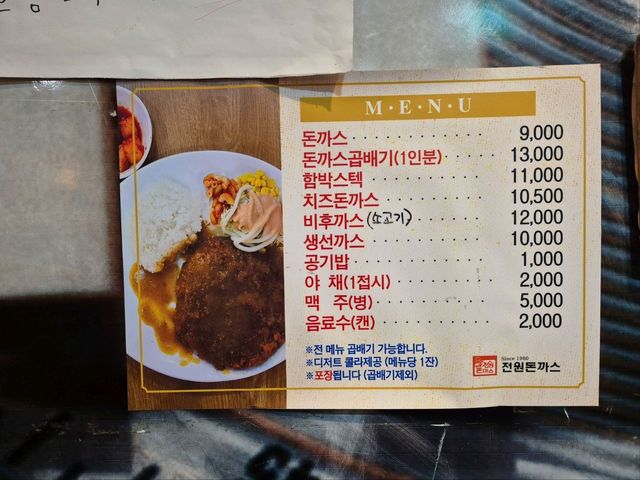 M·E·N·U
돈까스 9,000
돈까스곱배기(1인분) 13,000
함박스텍 11,000
치즈돈까스 10,500
비후까스(소고기) 12,000
생선까스 10,000
공기밥 1,000
야 채(1접시) 2,000
맥 주(병) 5,000
음료수(캔) 2,000
※전 메뉴 곱배기 가능합니다.
※디저트 콜라제공 (메뉴당 1잔)
※포장됩니다 (곱배기제외)
Since 1980
전원돈까스